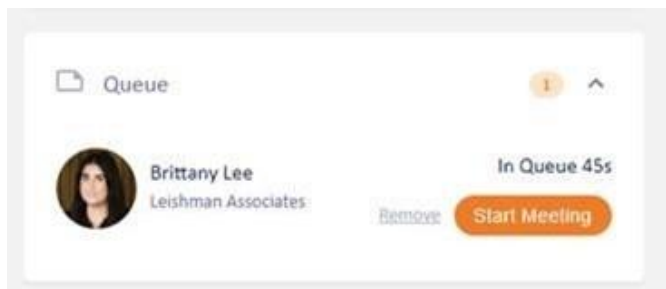 Queue
1
Brittany Lee
In Queue 45s
Leishman Associates
Remove
Start Meeting